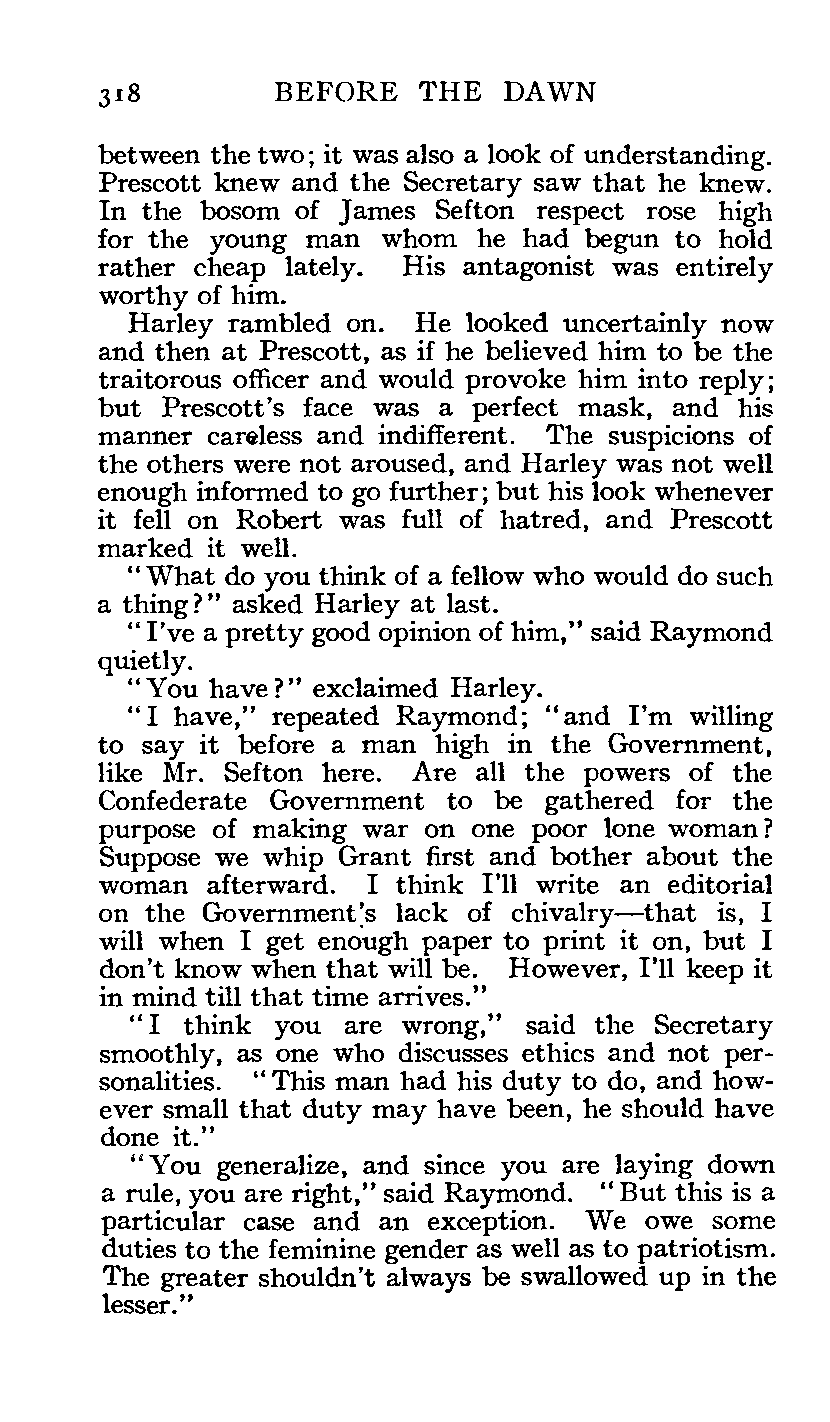 318 BEFORE THE DAWN
between the two; it was also a look of understanding.
Prescott knew and the Secretary saw that he knew.
In the bosom of James Sefton respect rose high
for the young man whom he had begun to hold
rather cheap lately. His antagonist was entirely
worthy of him.
Harley rambled on. He looked uncertainly now
and then at Prescott, as if he believed him to be the
traitorous officer and would provoke him into reply;
but Prescott's face was a perfect mask, and his
manner careless and indifferent. The suspicions of
the others were not aroused, and Harley was not well
enough informed to go further; but his look whenever
it fell on Robert was full of hatred, and Prescott
marked it well.
"What do you think of a fellow who would do such
a thing?" asked Harley at last.
"I've a pretty good opinion of him," said Raymond
quietly.
"You have?" exclaimed Harley.
"I have," repeated Raymond; "and I'm willing
to say it before a man high in the Government,
like Mr. Sefton here. Are all the powers of the
Confederate Government to be gathered for the
purpose of making war on one poor lone woman?
Suppose we whip Grant first and bother about the
woman afterward. I think I'll write an editorial
on the Government's lack of chivalry—that is, I
will when I get enough paper to print it on, but I
don't know when that will be. However, I'll keep it
in mind till that time arrives."
"I think you are wrong," said the Secretary
smoothly, as one who discusses ethics and not per-
sonalities. "This man had his duty to do, and how-
ever small that duty may have been, he should have
done it."
"You generalize, and since you are laying down
a rule, you are right," said Raymond. "But this is a
particular case and an exception. We owe some
duties to the feminine gender as well as to patriotism.
The greater shouldn't always be swallowed up in the
lesser."